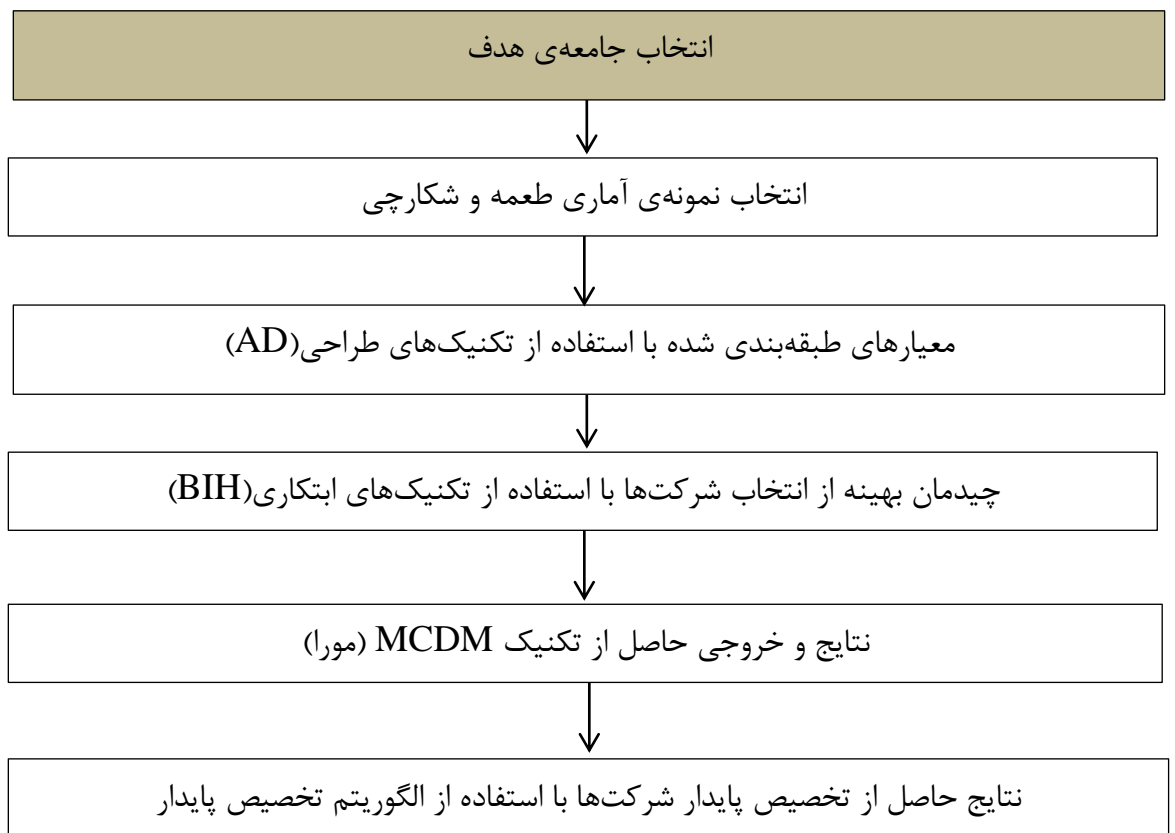 انتخاب جامعه‌ی هدف
انتخاب نمونه‌ی آماری طعمه و شکارچی
معیارهای طبقه‌بندی شده با استفاده از تکنیک‌های طراحی(AD)
چیدمان بهینه از انتخاب شرکت‌ها با استفاده از تکنیک‌های ابتکاری(BIH)
نتایج و خروجی حاصل از تکنیک MCDM (مورا)
نتایج حاصل از تخصیص پایدار شرکت‌ها با استفاده از الگوریتم تخصیص پایدار